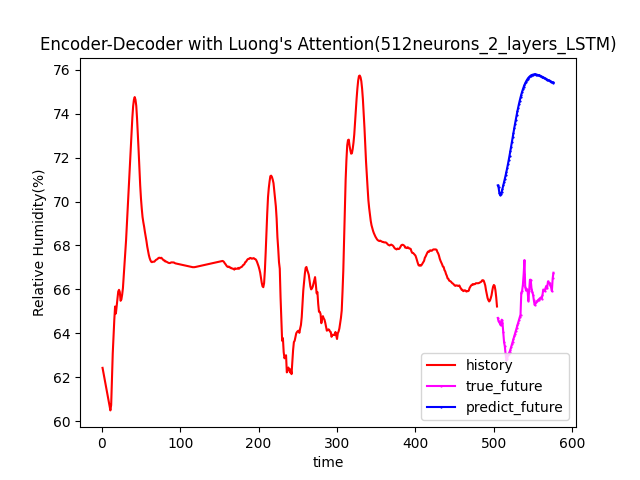 Encoder-Decoder with Luong's Attention(512neurons_2_layers_LSTM)
Relative Humidity(%)
76
74
72
70
68
66
64
62
60
0 100 200 300 400 500 600
time
history
true_future
predict_future